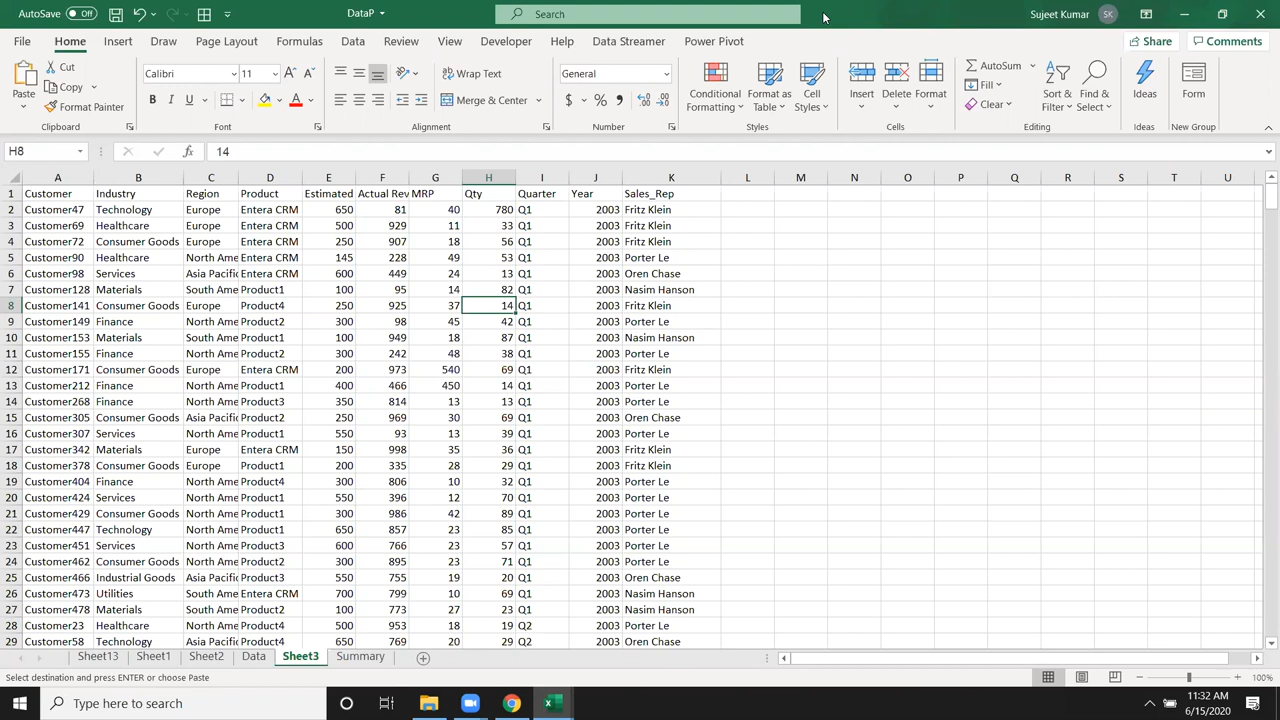 AutoSave Off DataP Search Sujeet Kumar SK
File Home Insert Draw Page Layout Formulas Data Review View Developer Help Data Streamer Power Pivot Share Comments
Paste Cut Copy Format Painter Clipboard
Calibri 11 B I U A Font
Wrap Text Merge & Center Alignment
General $ % , Number
Conditional Formatting Format as Table Cell Styles Styles
Insert Delete Format Cells
AutoSum Fill Clear Sort & Filter Find & Select Editing
Ideas Ideas
Form New Group
H8 fx 14
A B C D E F G H I J K L M N O P Q R S T U
1 Customer Industry Region Product Estimated Actual Rev MRP Qty Quarter Year Sales_Rep
2 Customer47 Technology Europe Entera CRM 650 81 40 780 Q1 2003 Fritz Klein
3 Customer69 Healthcare Europe Entera CRM 500 929 11 33 Q1 2003 Fritz Klein
4 Customer72 Consumer Goods Europe Entera CRM 250 907 18 56 Q1 2003 Fritz Klein
5 Customer90 Healthcare North Ame Entera CRM 145 228 49 53 Q1 2003 Porter Le
6 Customer98 Services Asia Pacific Entera CRM 600 449 24 13 Q1 2003 Oren Chase
7 Customer128 Materials South Ame Product1 100 95 14 82 Q1 2003 Nasim Hanson
8 Customer141 Consumer Goods Europe Product4 250 925 37 14 Q1 2003 Fritz Klein
9 Customer149 Finance North Ame Product2 300 98 45 42 Q1 2003 Porter Le
10 Customer153 Materials South Ame Product1 100 949 18 87 Q1 2003 Nasim Hanson
11 Customer155 Finance North Ame Product2 300 242 48 38 Q1 2003 Porter Le
12 Customer171 Consumer Goods Europe Entera CRM 200 973 540 69 Q1 2003 Fritz Klein
13 Customer212 Finance North Ame Product1 400 466 450 14 Q1 2003 Porter Le
14 Customer268 Finance North Ame Product3 350 814 13 13 Q1 2003 Porter Le
15 Customer305 Consumer Goods Asia Pacific Product2 250 969 30 69 Q1 2003 Oren Chase
16 Customer307 Services North Ame Product1 550 93 13 39 Q1 2003 Porter Le
17 Customer342 Materials Europe Entera CRM 150 998 35 36 Q1 2003 Fritz Klein
18 Customer378 Consumer Goods Europe Product1 200 335 28 29 Q1 2003 Fritz Klein
19 Customer404 Finance North Ame Product4 300 806 10 32 Q1 2003 Porter Le
20 Customer424 Services North Ame Product1 550 396 12 70 Q1 2003 Porter Le
21 Customer429 Consumer Goods North Ame Product1 300 986 42 89 Q1 2003 Porter Le
22 Customer447 Technology North Ame Product1 650 857 23 85 Q1 2003 Porter Le
23 Customer451 Services North Ame Product3 600 766 23 57 Q1 2003 Porter Le
24 Customer462 Consumer Goods North Ame Product2 300 895 23 71 Q1 2003 Porter Le
25 Customer466 Industrial Goods Asia Pacific Product3 550 755 19 20 Q1 2003 Oren Chase
26 Customer473 Utilities South Ame Entera CRM 700 799 10 69 Q1 2003 Nasim Hanson
27 Customer478 Materials South Ame Product2 100 773 27 23 Q1 2003 Nasim Hanson
28 Customer23 Healthcare North Ame Product4 500 953 18 19 Q2 2003 Porter Le
29 Customer58 Technology Asia Pacific Product4 650 769 20 29 Q2 2003 Oren Chase
Sheet13 Sheet1 Sheet2 Data Sheet3 Summary
Select destination and press ENTER or choose Paste 100%
Type here to search 11:32 AM
6/15/2020